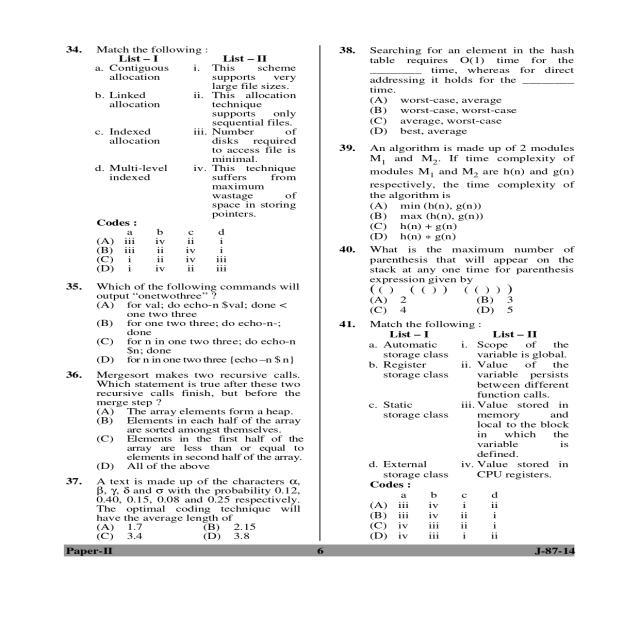 34. Match the following :
List – I List – II
a. Contiguous allocation i. This scheme supports very large file sizes.
b. Linked allocation ii. This allocation technique supports only sequential files.
c. Indexed allocation iii. Number of disks required to access file is minimal.
d. Multi-level indexed iv. This technique suffers from maximum wastage of space in storing pointers.
Codes :
a b c d
(A) iii iv ii i
(B) iii ii iv i
(C) i ii iv iii
(D) i iv ii iii
35. Which of the following commands will
output “onetwothree” ?
(A) for val; do echo-n $val; done <
one two three
(B) for one two three; do echo-n-;
done
(C) for n in one two three; do echo-n
$n; done
(D) for n in one two three {echo –n $ n}
36. Mergesort makes two recursive calls.
Which statement is true after these two
recursive calls finish, but before the
merge step ?
(A) The array elements form a heap.
(B) Elements in each half of the array
are sorted amongst themselves.
(C) Elements in the first half of the
array are less than or equal to
elements in second half of the array.
(D) All of the above
37. A text is made up of the characters α,
β, γ, δ and σ with the probability 0.12,
0.40, 0.15, 0.08 and 0.25 respectively.
The optimal coding technique will
have the average length of
(A) 1.7 (B) 2.15
(C) 3.4 (D) 3.8
38. Searching for an element in the hash
table requires O(1) time for the
________ time, whereas for direct
addressing it holds for the ________
time.
(A) worst-case, average
(B) worst-case, worst-case
(C) average, worst-case
(D) best, average
39. An algorithm is made up of 2 modules
M1 and M2. If time complexity of
modules M1 and M2 are h(n) and g(n)
respectively, the time complexity of
the algorithm is
(A) min (h(n), g(n))
(B) max (h(n), g(n))
(C) h(n) + g(n)
(D) h(n) * g(n)
40. What is the maximum number of
parenthesis that will appear on the
stack at any one time for parenthesis
expression given by
( ( ) ( ( ) ) ( ( ) ) )
(A) 2 (B) 3
(C) 4 (D) 5
41. Match the following :
List – I List – II
a. Automatic storage class i. Scope of the variable is global.
b. Register storage class ii. Value of the variable persists between different function calls.
c. Static storage class iii. Value stored in memory and local to the block in which the variable is defined.
d. External storage class iv. Value stored in CPU registers.
Codes :
a b c d
(A) iii iv i ii
(B) iii iv ii i
(C) iv iii ii i
(D) iv iii i ii
Paper-II 6 J-87-14